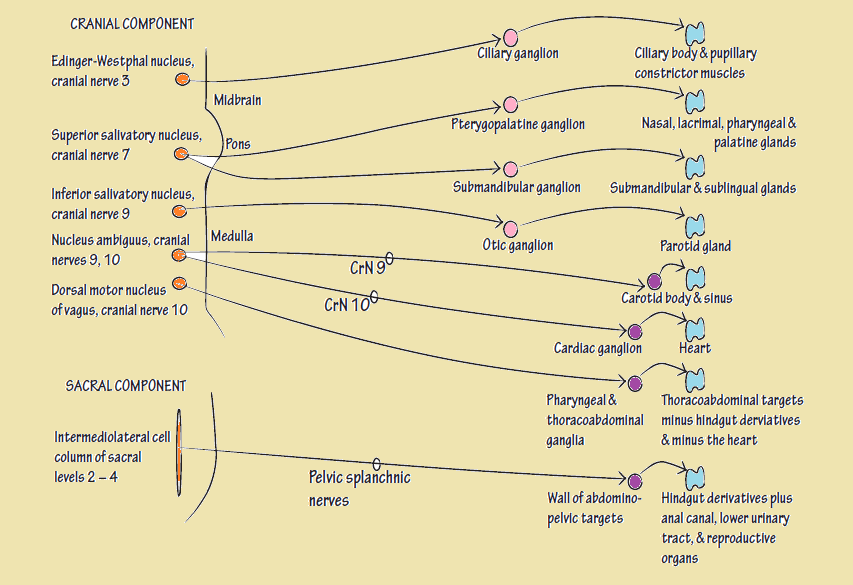 CRANIAL COMPONENT
Edinger-Westphal nucleus,
cranial nerve 3
Midbrain
Ciliary ganglion
Ciliary body & pupillary
constrictor muscles
Superior salivatory nucleus,
cranial nerve 7
Pons
Pterygopalatine ganglion
Nasal, lacrimal, pharyngeal &
palatine glands
Submandibular ganglion
Submandibular & sublingual glands
Inferior salivatory nucleus,
cranial nerve 9
Medulla
Otic ganglion
Parotid gland
Nucleus ambiguus, cranial
nerves 9, 10
CrN 9
Carotid body & sinus
CrN 10
Cardiac ganglion
Heart
Dorsal motor nucleus
of vagus, cranial nerve 10
Pharyngeal &
thoracoabdominal
ganglia
Thoracoabdominal targets
minus hindgut derviatives
& minus the heart
SACRAL COMPONENT
Intermediolateral cell
column of sacral
levels 2 – 4
Pelvic splanchnic
nerves
Wall of abdomino-
pelvic targets
Hindgut derivatives plus
anal canal, lower urinary
tract, & reproductive
organs